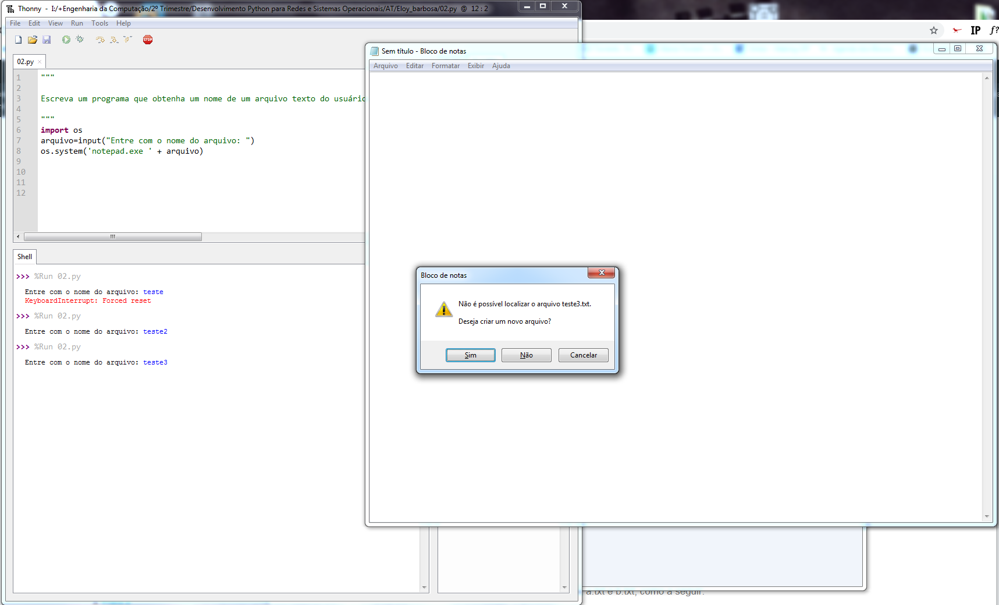 Thonny - I:/+Engenharia da Computação/2º Trimestre/Desenvolvimento Python para Redes e Sistemas Operacionais/AT/Eloy_barbosa/02.py @ 12 : 2
File Edit View Run Tools Help
STOP
IP f?
02.py
1 """
2
3 Escreva um programa que obtenha um nome de um arquivo texto do usuário
4
5 """
6 import os
7 arquivo=input("Entre com o nome do arquivo: ")
8 os.system('notepad.exe ' + arquivo)
9
10
11
12
Shell
>>> %Run 02.py
Entre com o nome do arquivo: teste
KeyboardInterrupt: Forced reset
>>> %Run 02.py
Entre com o nome do arquivo: teste2
>>> %Run 02.py
Entre com o nome do arquivo: teste3
Sem título - Bloco de notas
Arquivo Editar Formatar Exibir Ajuda
Bloco de notas
Não é possível localizar o arquivo teste3.txt.
Deseja criar um novo arquivo?
Sim Não Cancelar
a.txt e b.txt, como a seguir: